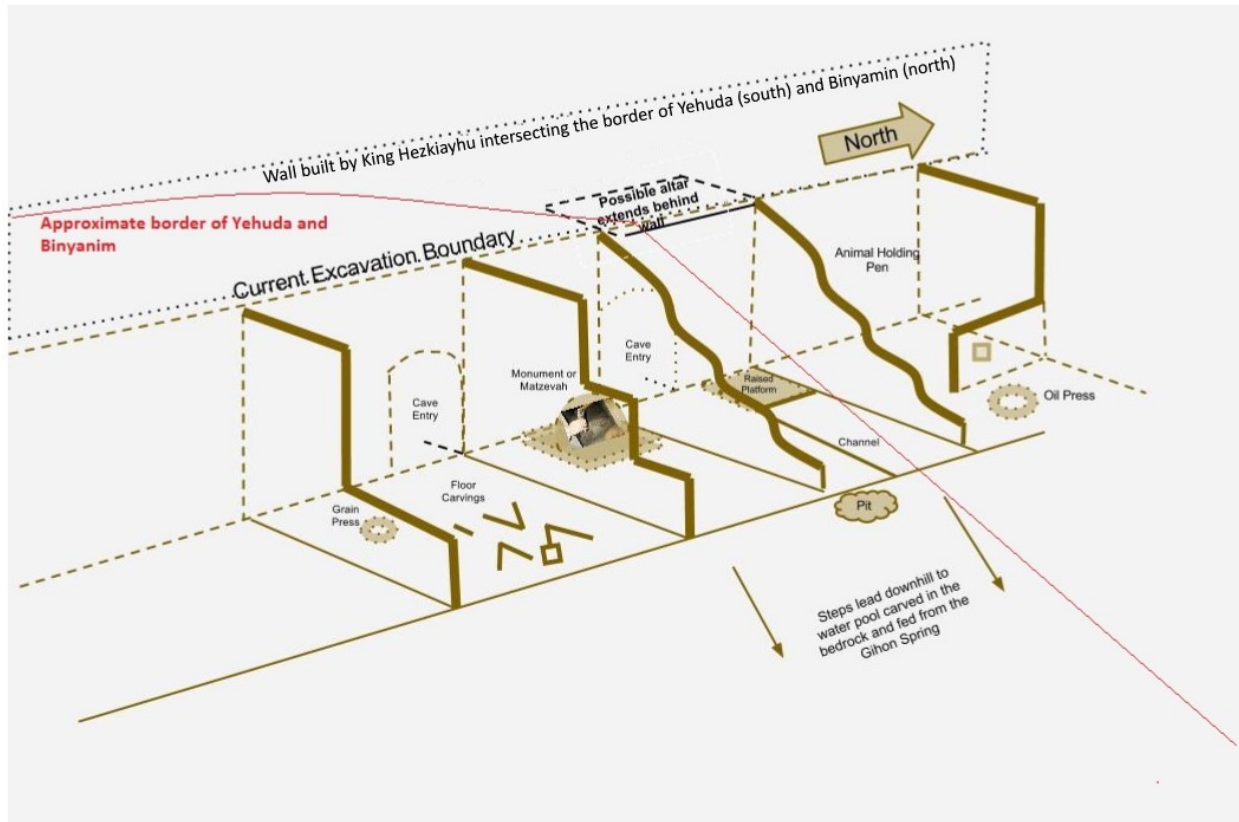 Wall built by King Hezkiayhu intersecting the border of Yehuda (south) and Binyamin (north)
North
Possible altar
extends behind
wall
Approximate border of Yehuda and
Binyanim
Current Excavation Boundary
Animal Holding
Pen
Cave
Entry
Monument or
Matzevah
Raised
Platform
Cave
Entry
Oil Press
Channel
Floor
Carvings
Grain
Press
Pit
Steps lead downhill to
water pool carved in the
bedrock and fed from the
Gihon Spring